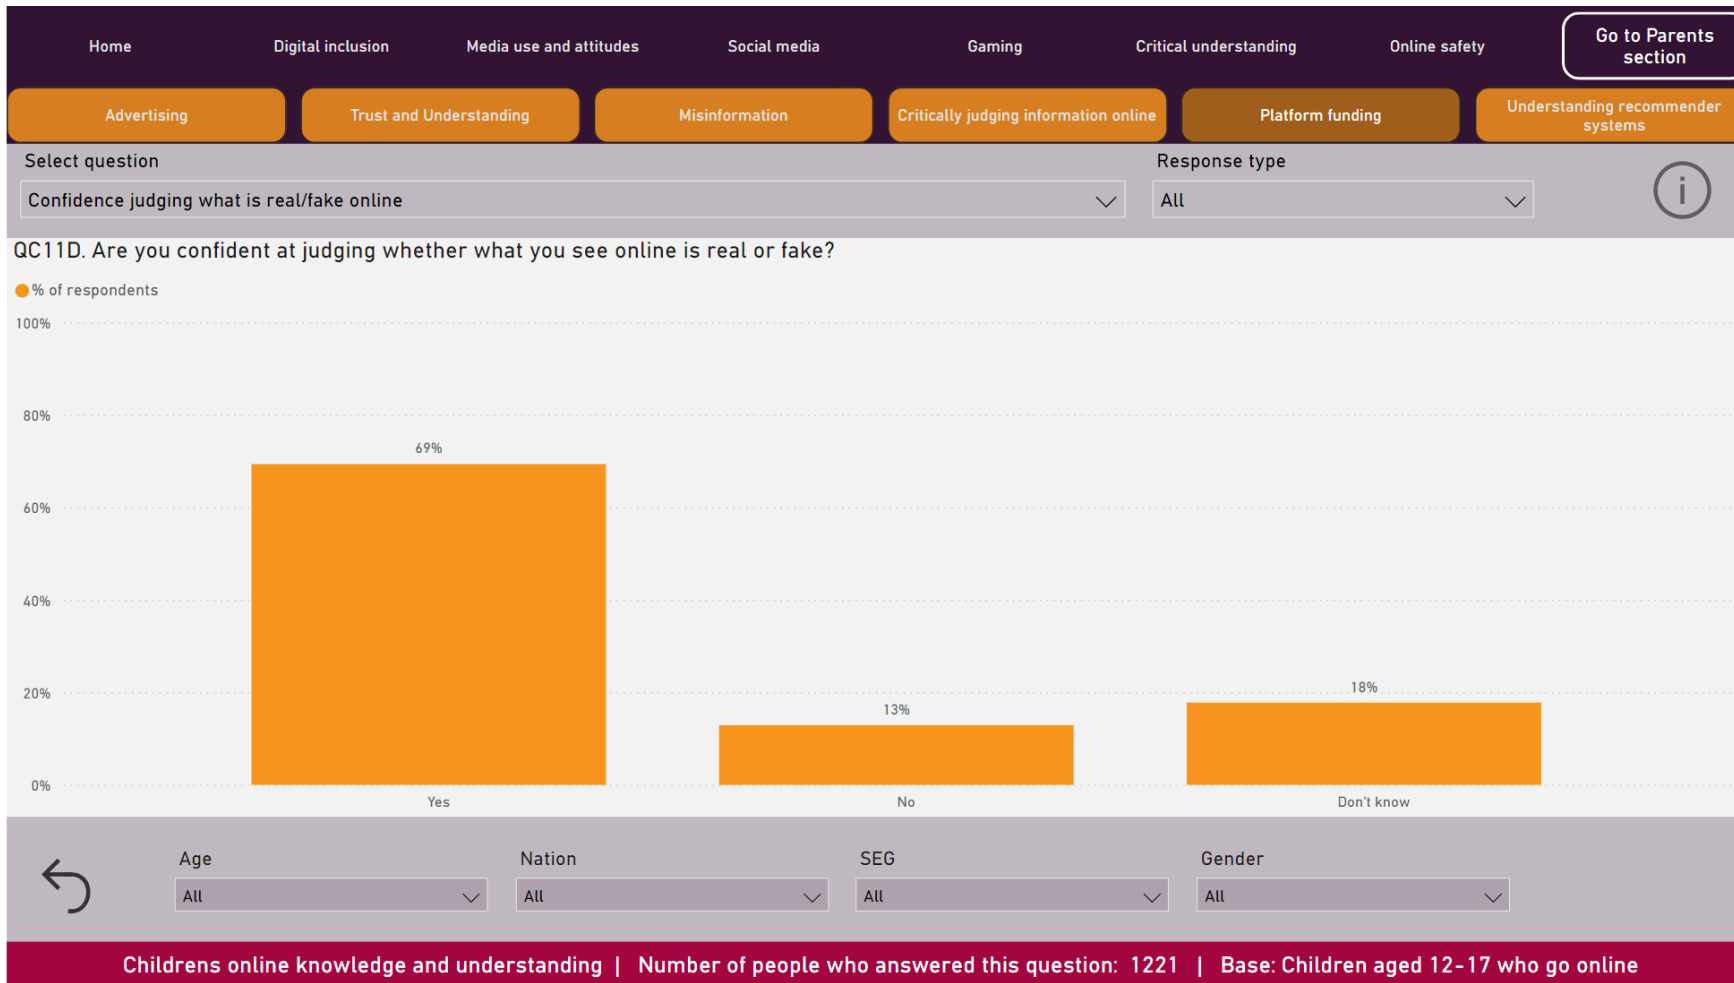 Home Digital inclusion Media use and attitudes Social media Gaming Critical understanding Online safety Go to Parents section
Advertising Trust and Understanding Misinformation Critically judging information online Platform funding Understanding recommender systems
Select question Response type
Confidence judging what is real/fake online All i
QC11D. Are you confident at judging whether what you see online is real or fake?
% of respondents
100%
80%
69%
60%
40%
20%
18%
13%
0%
Yes No Don't know
Age Nation SEG Gender
All All All All
Childrens online knowledge and understanding | Number of people who answered this question: 1221 | Base: Children aged 12-17 who go online